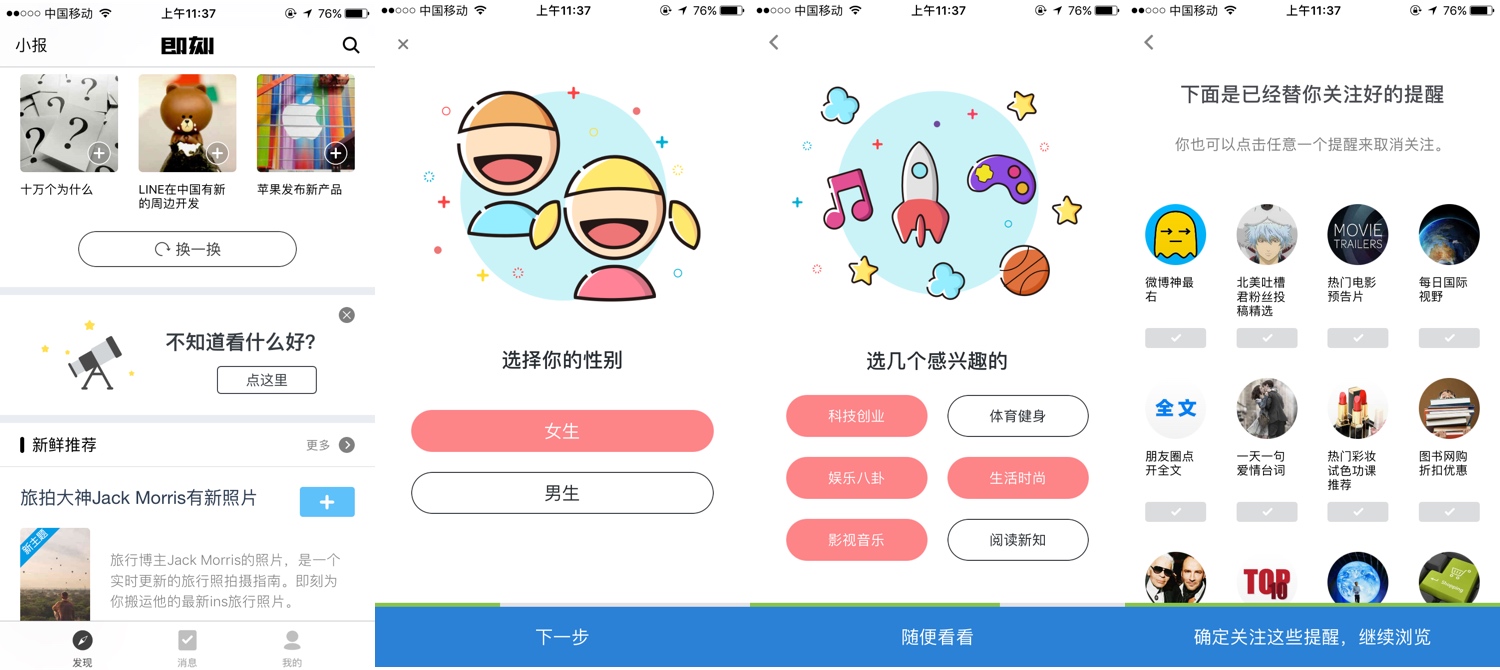 中国移动 上午11:37 76%
小报 即刻
十万个为什么
LINE在中国有新
的周边开发
苹果发布新产品
换一换
不知道看什么好?
点这里
新鲜推荐 更多
旅拍大神Jack Morris有新照片
新主题
旅行博主Jack Morris的照片，是一个
实时更新的旅行照拍摄指南。即刻为
你搬运他的最新ins旅行照片。
发现 消息 我的
中国移动 上午11:37 76%
选择你的性别
女生
男生
下一步
中国移动 上午11:37 76%
选几个感兴趣的
科技创业 体育健身
娱乐八卦 生活时尚
影视音乐 阅读新知
随便看看
中国移动 上午11:37 76%
下面是已经替你关注好的提醒
你也可以点击任意一个提醒来取消关注。
MOVIE
TRAILERS
微博神最
右
北美吐槽
君粉丝投
稿精选
热门电影
预告片
每日国际
视野
全文
朋友圈点
开全文
一天一句
爱情台词
热门彩妆
试色功课
推荐
图书网购
折扣优惠
TOP
10
Shopping
确定关注这些提醒，继续浏览